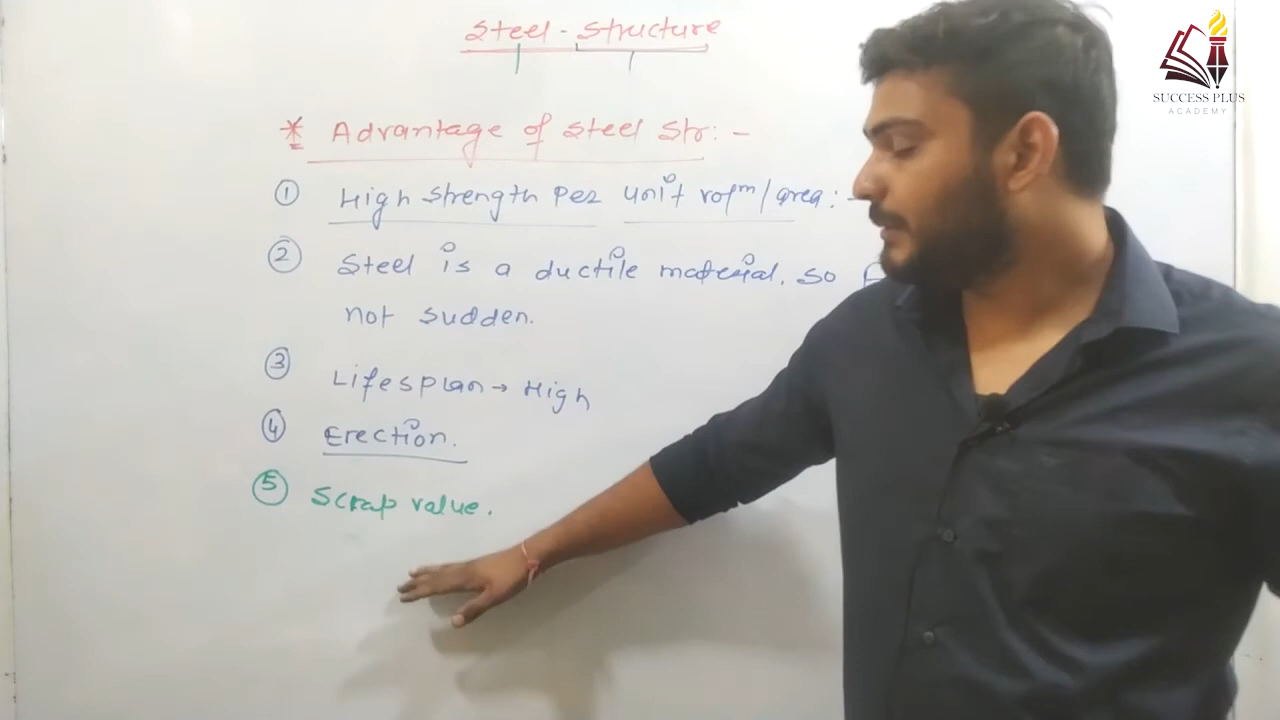 Steel - Structure
* Advantage of Steel Str: -
① High Strength Per unit volm / area : -
② Steel is a ductile material. so
not sudden.
③ Lifesplan → High
④ Erection.
⑤ Scrap value.
SUCCESS PLUS
ACADEMY